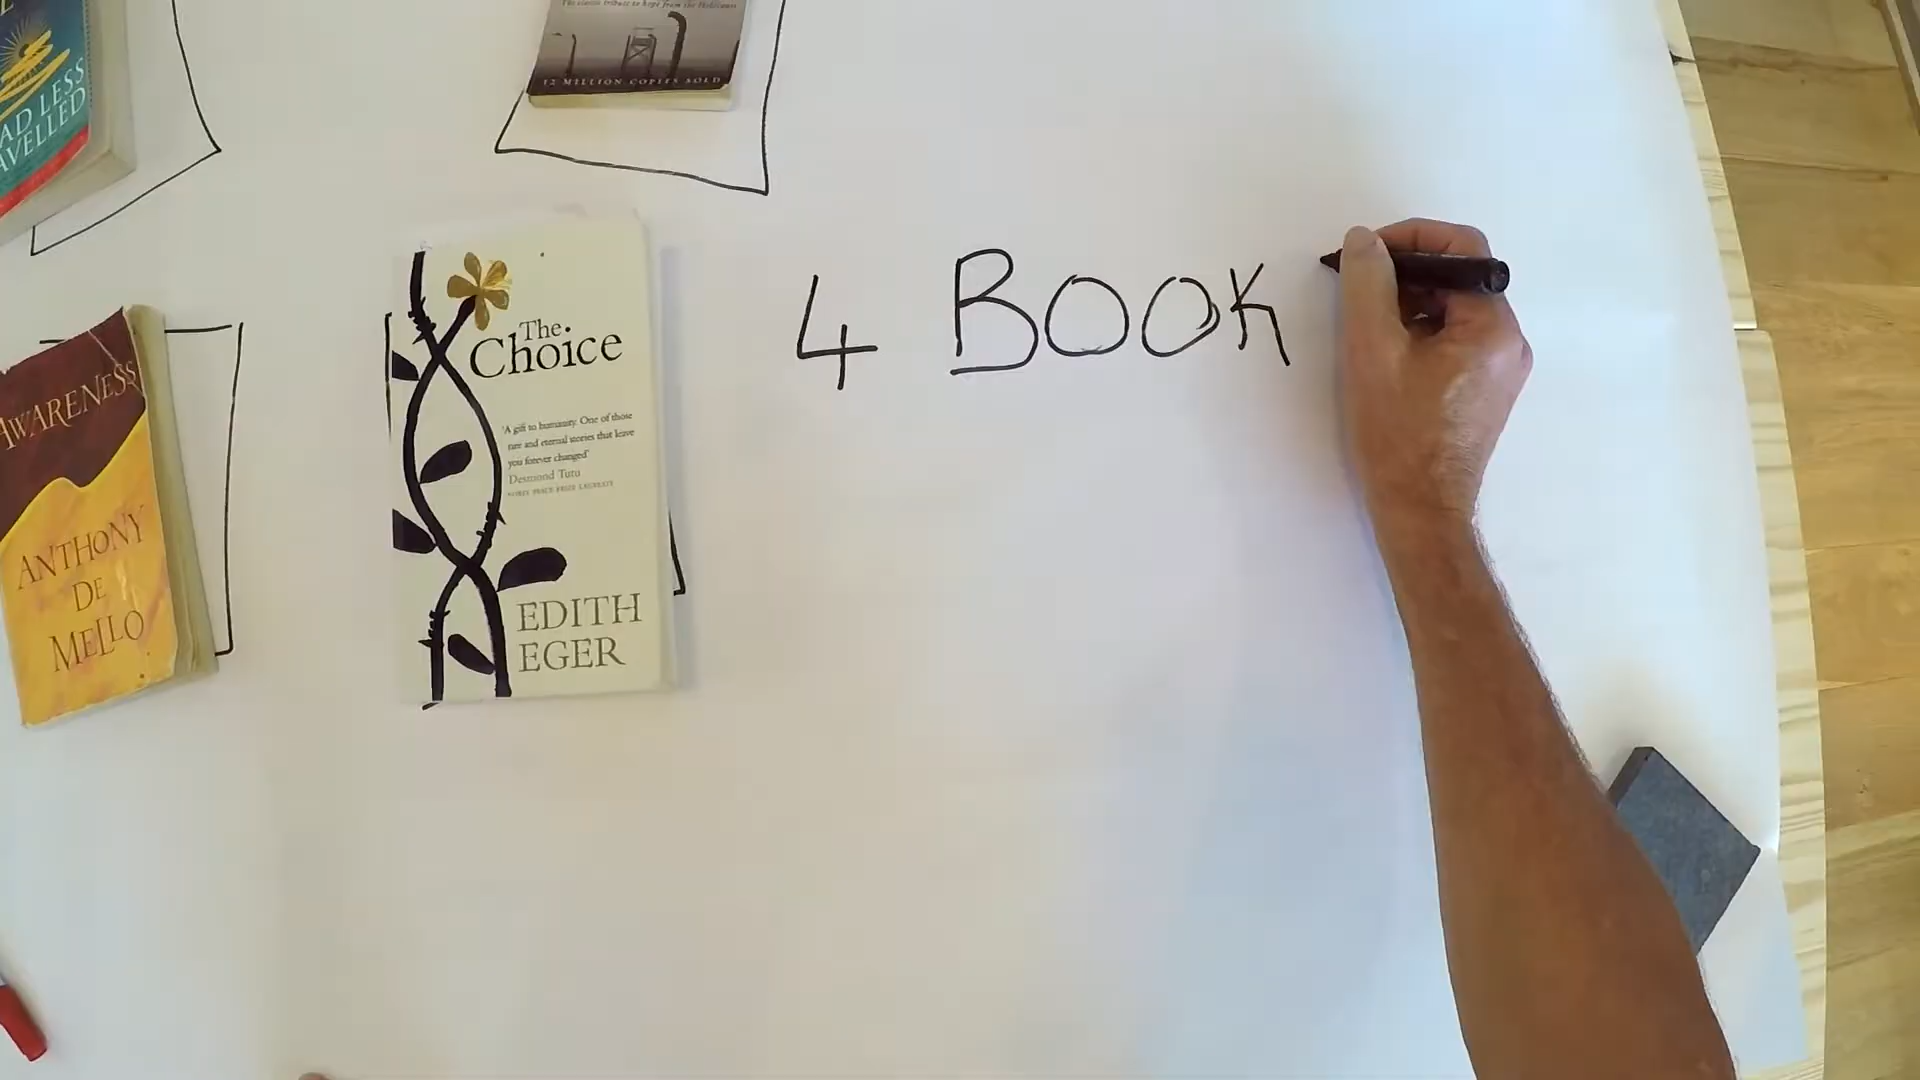 The classic tribute to hope from the Holocaust
12 MILLION COPIES SOLD
AD LESS
AVELLED
The
Choice
'A gift to humanity. One of those
rare and eternal stories that leave
you forever changed'
Desmond Tutu
NOBEL PEACE PRIZE LAUREATE
EDITH
EGER
4 BOOK
AWARENESS
ANTHONY
DE
MELLO